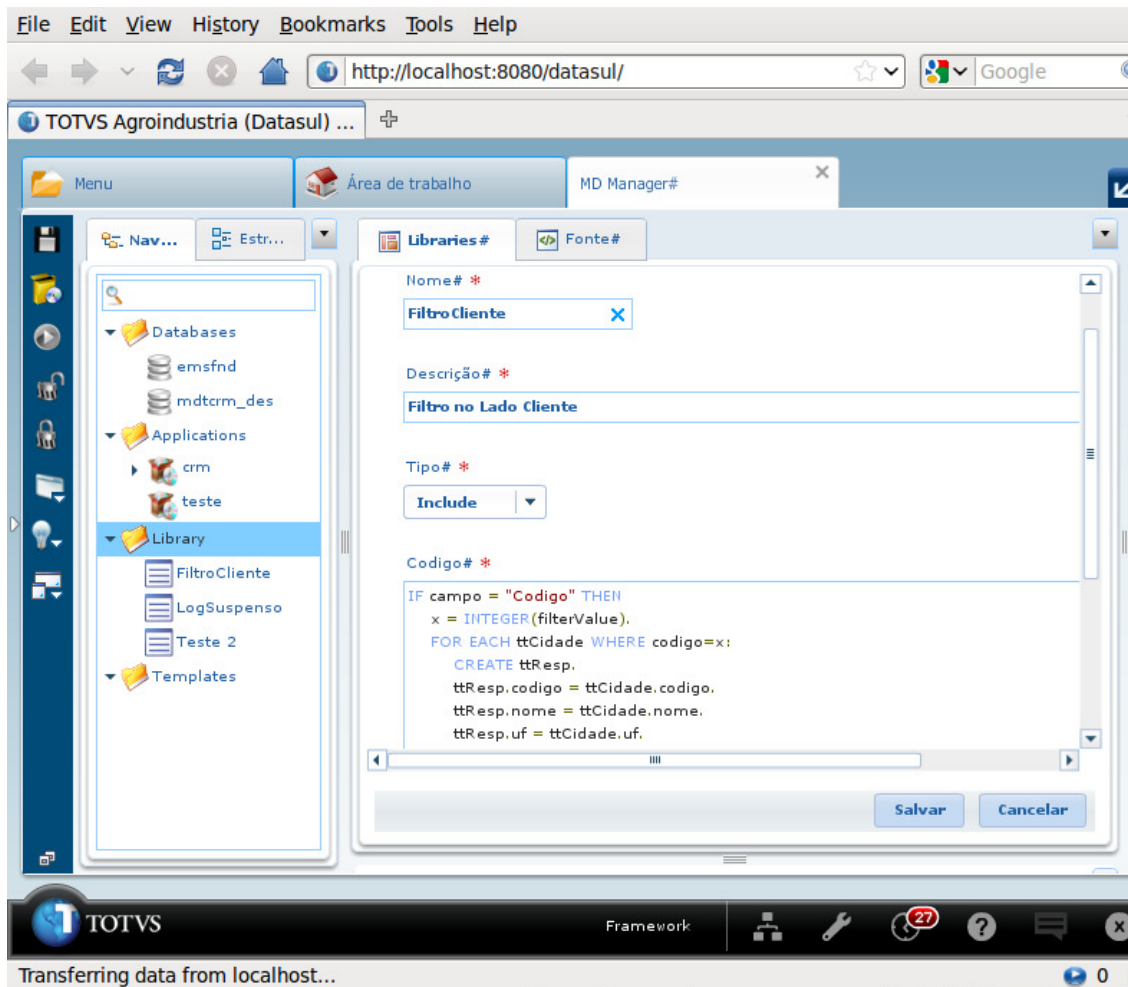 File Edit View History Bookmarks Tools Help
http://localhost:8080/datasul/
Google
TOTVS Agroindustria (Datasul) ...
Menu
Área de trabalho
MD Manager#
Nav...
Estr...
Libraries#
Fonte#
Databases
emsfnd
mdtcrm_des
Applications
crm
teste
Library
FiltroCliente
LogSuspenso
Teste 2
Templates
Nome# *
FiltroCliente
Descrição# *
Filtro no Lado Cliente
Tipo# *
Include
Codigo# *
IF campo = "Codigo" THEN
x = INTEGER(filterValue).
FOR EACH ttCidade WHERE codigo=x:
CREATE ttResp.
ttResp.codigo = ttCidade.codigo.
ttResp.nome = ttCidade.nome.
ttResp.uf = ttCidade.uf.
Salvar
Cancelar
TOTVS
Framework
27
Transferring data from localhost...
0